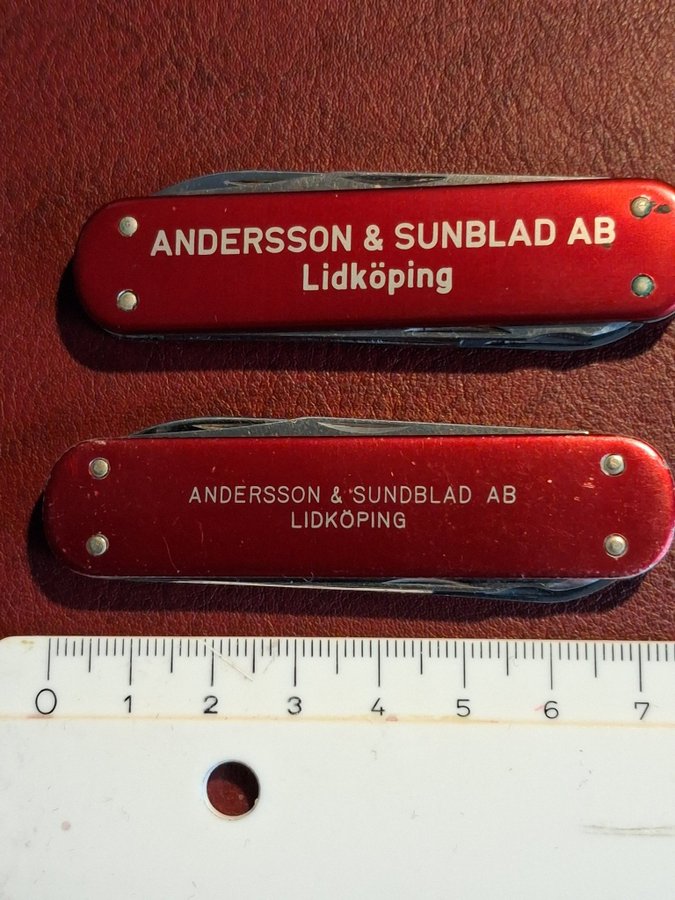 ANDERSSON & SUNBLAD AB
Lidköping
ANDERSSON & SUNDBLAD AB
LIDKÖPING
0 1 2 3 4 5 6 7